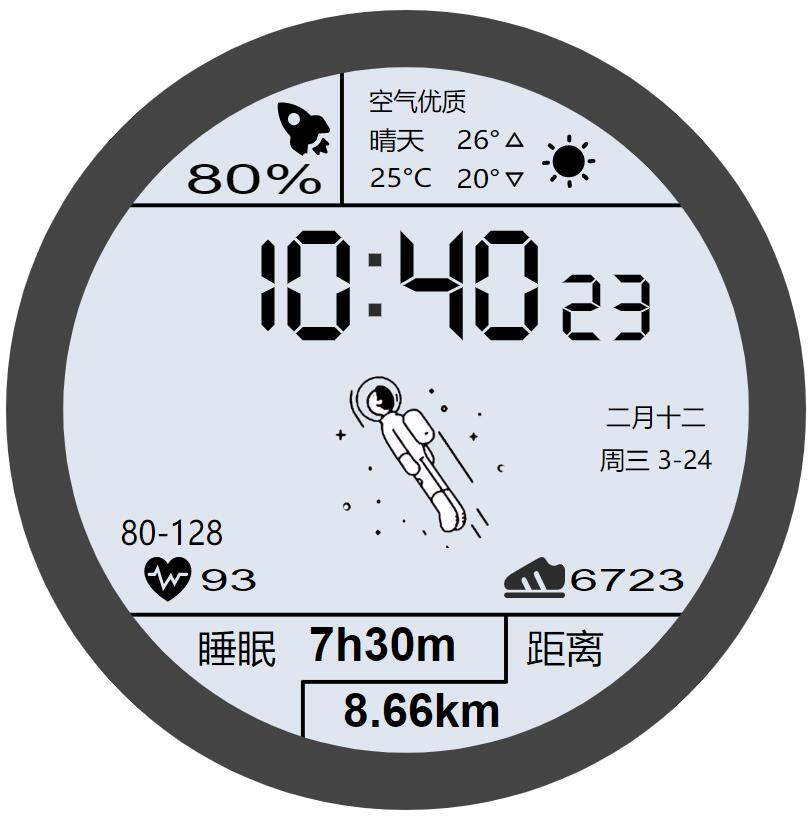 空气优质
晴天 26°△
80%
25°C 20°▽
10:40 23
二月十二
周三 3-24
80-128
93
6723
睡眠 7h30m 距离
8.66km